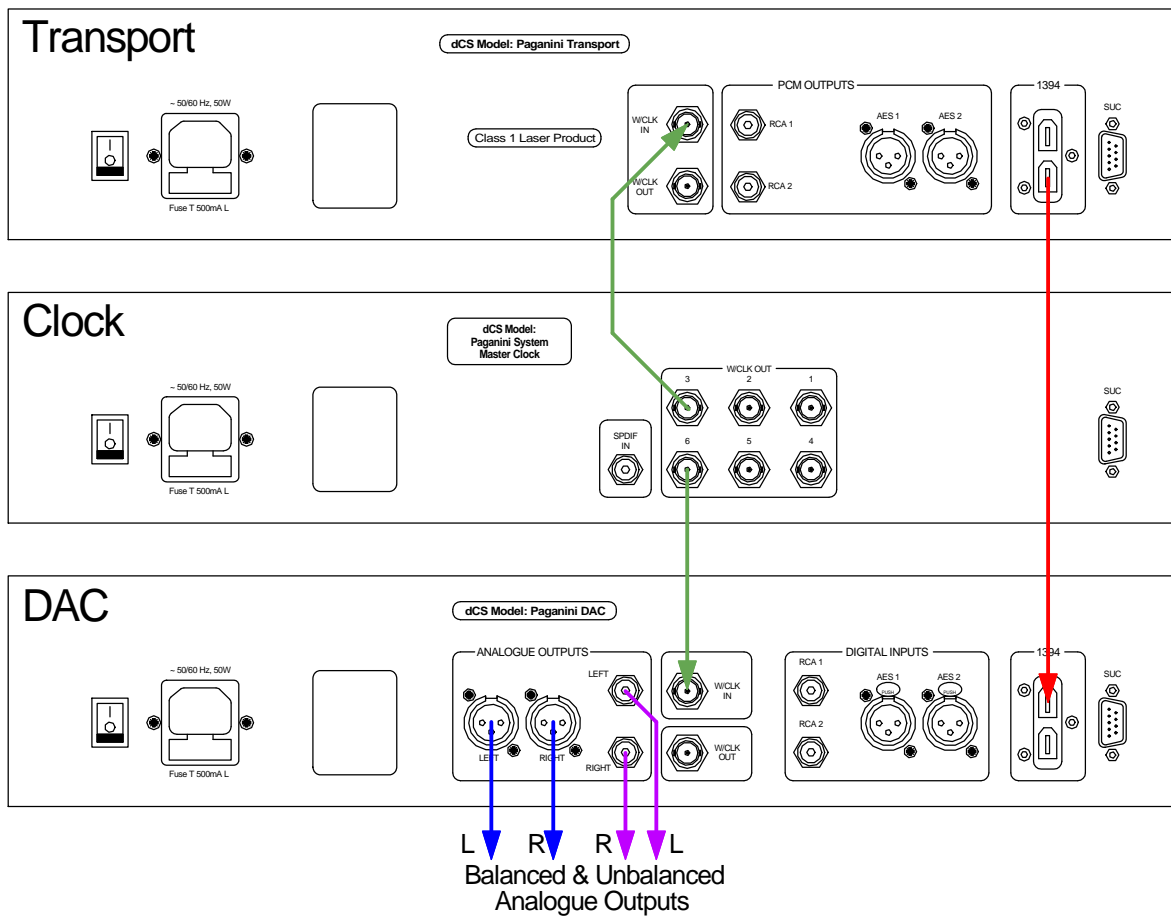 Transport
dCS Model: Paganini Transport
~ 50/60 Hz, 50W
Fuse T 500mA L
Class 1 Laser Product
W/CLK
IN
W/CLK
OUT
PCM OUTPUTS
RCA 1
RCA 2
AES 1
AES 2
1394
SUC
Clock
dCS Model:
Paganini System
Master Clock
~ 50/60 Hz, 50W
Fuse T 500mA L
SPDIF
IN
W/CLK OUT
3
2
1
6
5
4
SUC
DAC
dCS Model: Paganini DAC
~ 50/60 Hz, 50W
Fuse T 500mA L
ANALOGUE OUTPUTS
LEFT
RIGHT
LEFT
RIGHT
W/CLK
IN
W/CLK
OUT
DIGITAL INPUTS
RCA 1
RCA 2
AES 1
PUSH
AES 2
PUSH
1394
SUC
L
R
R
L
Balanced & Unbalanced
Analogue Outputs